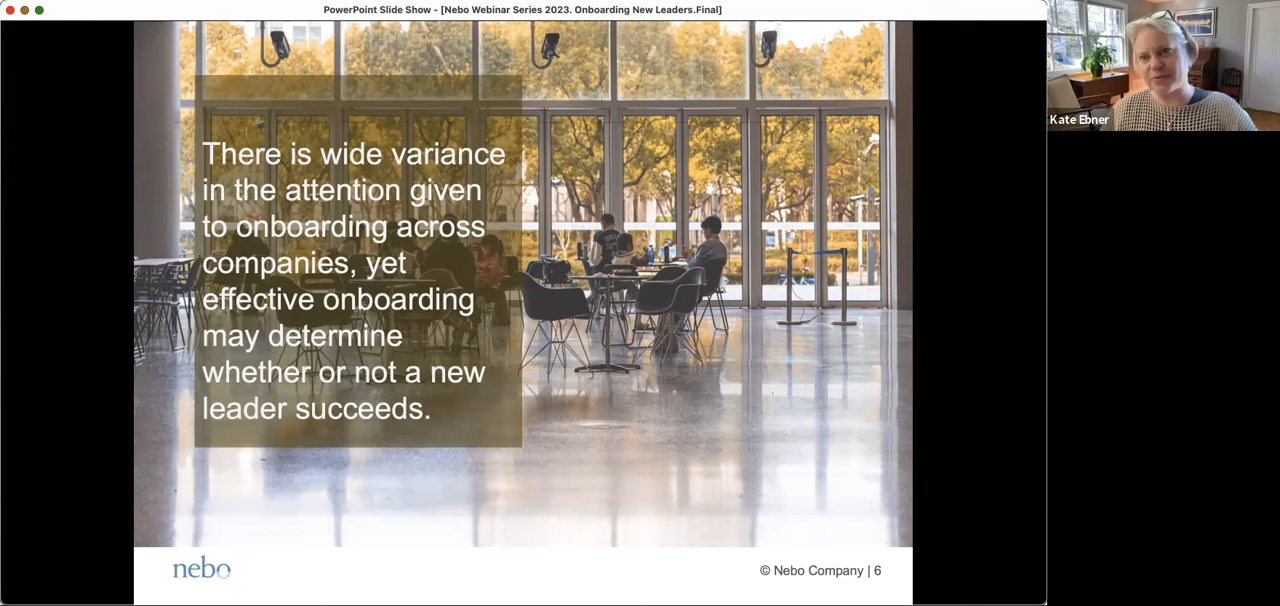 PowerPoint Slide Show - [Nebo Webinar Series 2023. Onboarding New Leaders.Final]
Kate Ebner
There is wide variance
in the attention given
to onboarding across
companies, yet
effective onboarding
may determine
whether or not a new
leader succeeds.
nebo
© Nebo Company | 6